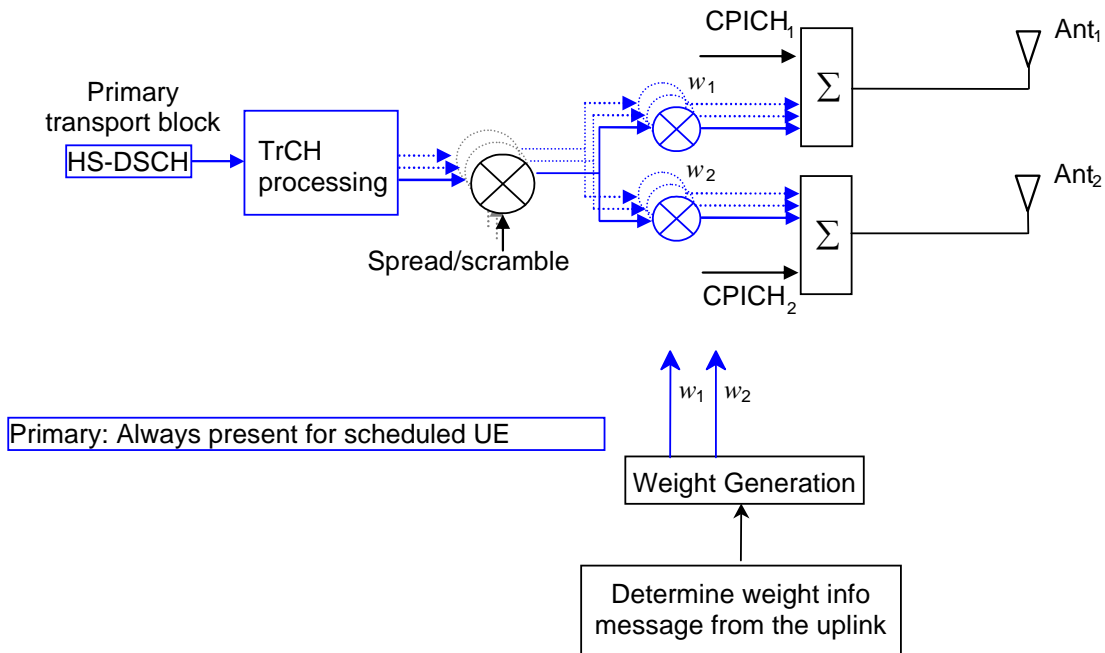 CPICH1
Ant1
w1
Σ
Primary
transport block
HS-DSCH
TrCH
processing
w2
Ant2
Σ
Spread/scramble
CPICH2
w1
w2
Primary: Always present for scheduled UE
Weight Generation
Determine weight info
message from the uplink